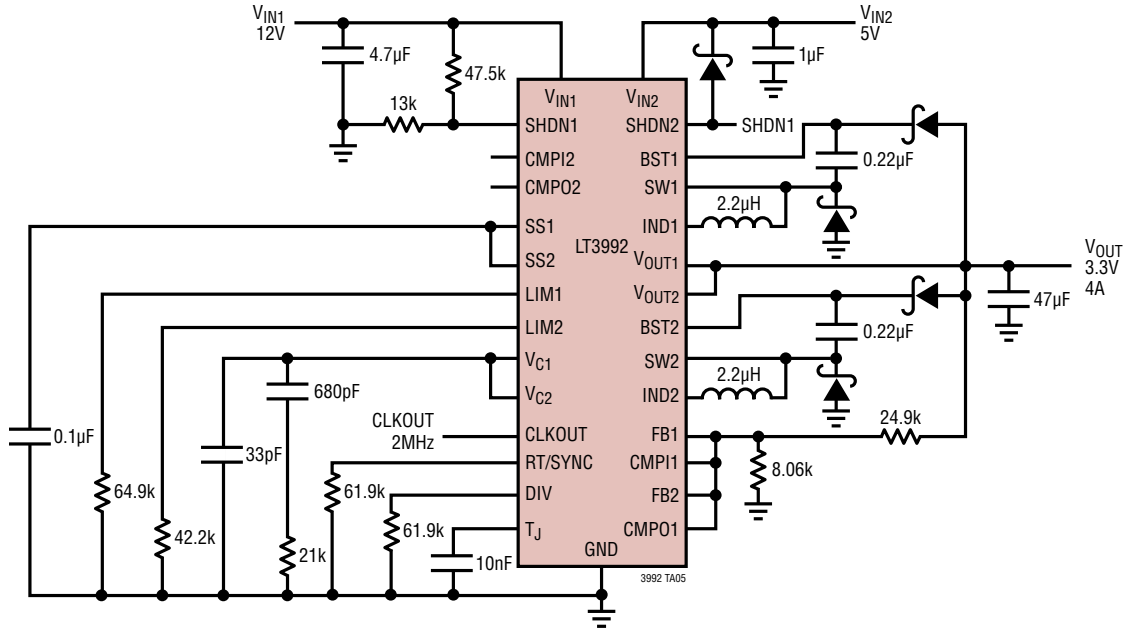 VIN1
12V
4.7µF
47.5k
13k
VIN2
5V
1µF
VIN1
VIN2
SHDN1
SHDN2
SHDN1
CMPI2
BST1
0.22µF
CMPO2
SW1
2.2µH
SS1
IND1
LT3992
SS2
VOUT1
VOUT
3.3V
4A
LIM1
VOUT2
47µF
LIM2
BST2
0.22µF
VC1
SW2
2.2µH
VC2
IND2
680pF
CLKOUT
2MHz
CLKOUT
FB1
24.9k
0.1µF
33pF
RT/SYNC
CMPI1
8.06k
64.9k
61.9k
DIV
FB2
42.2k
61.9k
TJ
CMPO1
21k
10nF
GND
3992 TA05